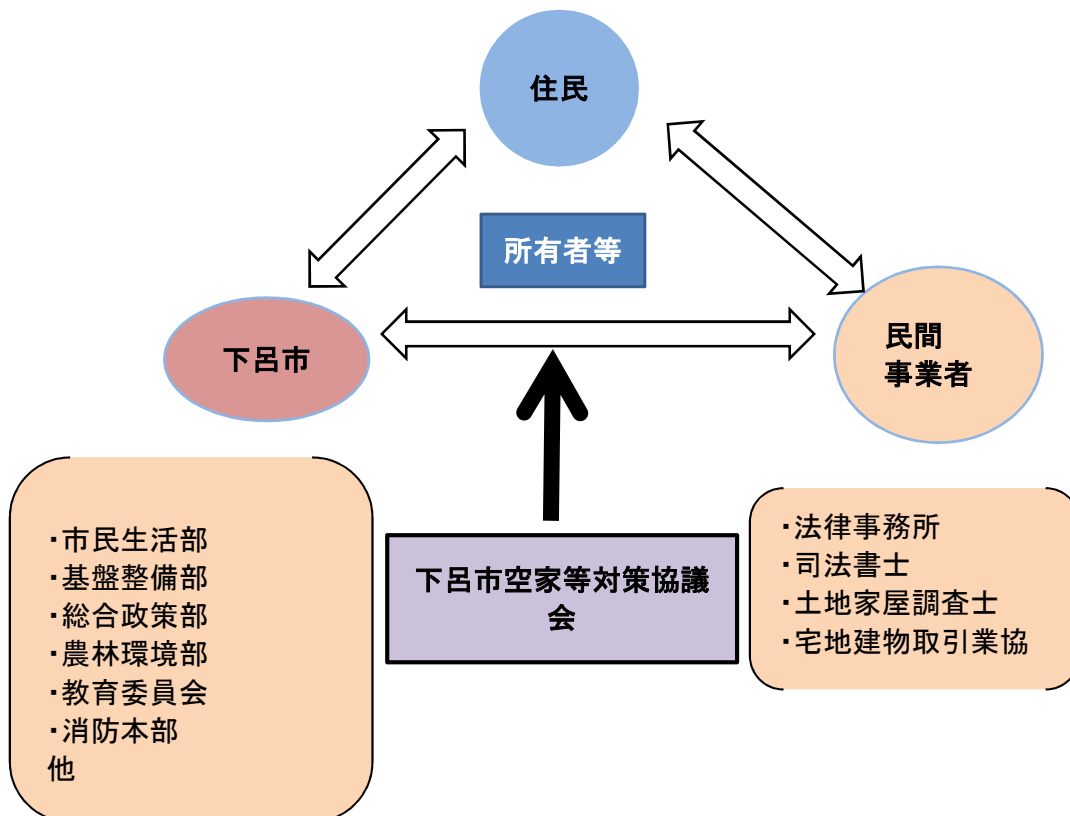 住民
所有者等
下呂市
民間
事業者
・市民生活部
・基盤整備部
・総合政策部
・農林環境部
・教育委員会
・消防本部
他
下呂市空家等対策協議
会
・法律事務所
・司法書士
・土地家屋調査士
・宅地建物取引業協